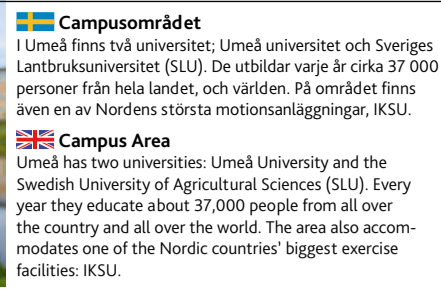 Campusområdet
I Umeå finns två universitet; Umeå universitet och Sveriges
Lantbruksuniversitet (SLU). De utbildar varje år cirka 37 000
personer från hela landet, och världen. På området finns
även en av Nordens största motionsanläggningar, IKSU.
Campus Area
Umeå has two universities: Umeå University and the
Swedish University of Agricultural Sciences (SLU). Every
year they educate about 37,000 people from all over
the country and all over the world. The area also accom-
modates one of the Nordic countries' biggest exercise
facilities: IKSU.